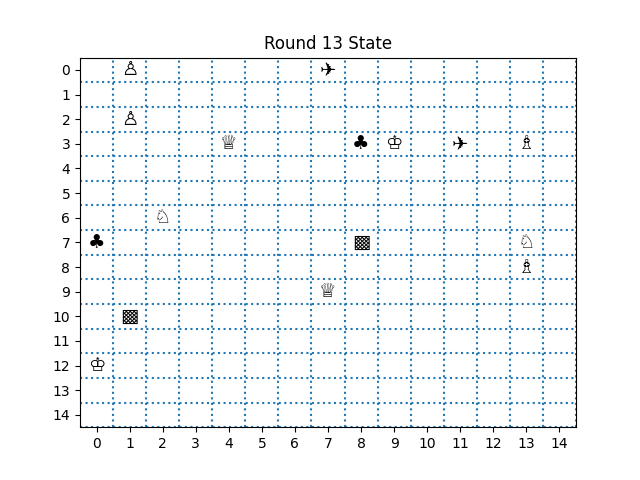 Round 13 State
0 ♙ ✈
1
2 ♙
3 ♕ ♣ ♔ ✈ ♗
4
5
6 ♘
7 ♣ ▩ ♘
8 ♗
9 ♕
10 ▩
11
12 ♔
13
14
0 1 2 3 4 5 6 7 8 9 10 11 12 13 14